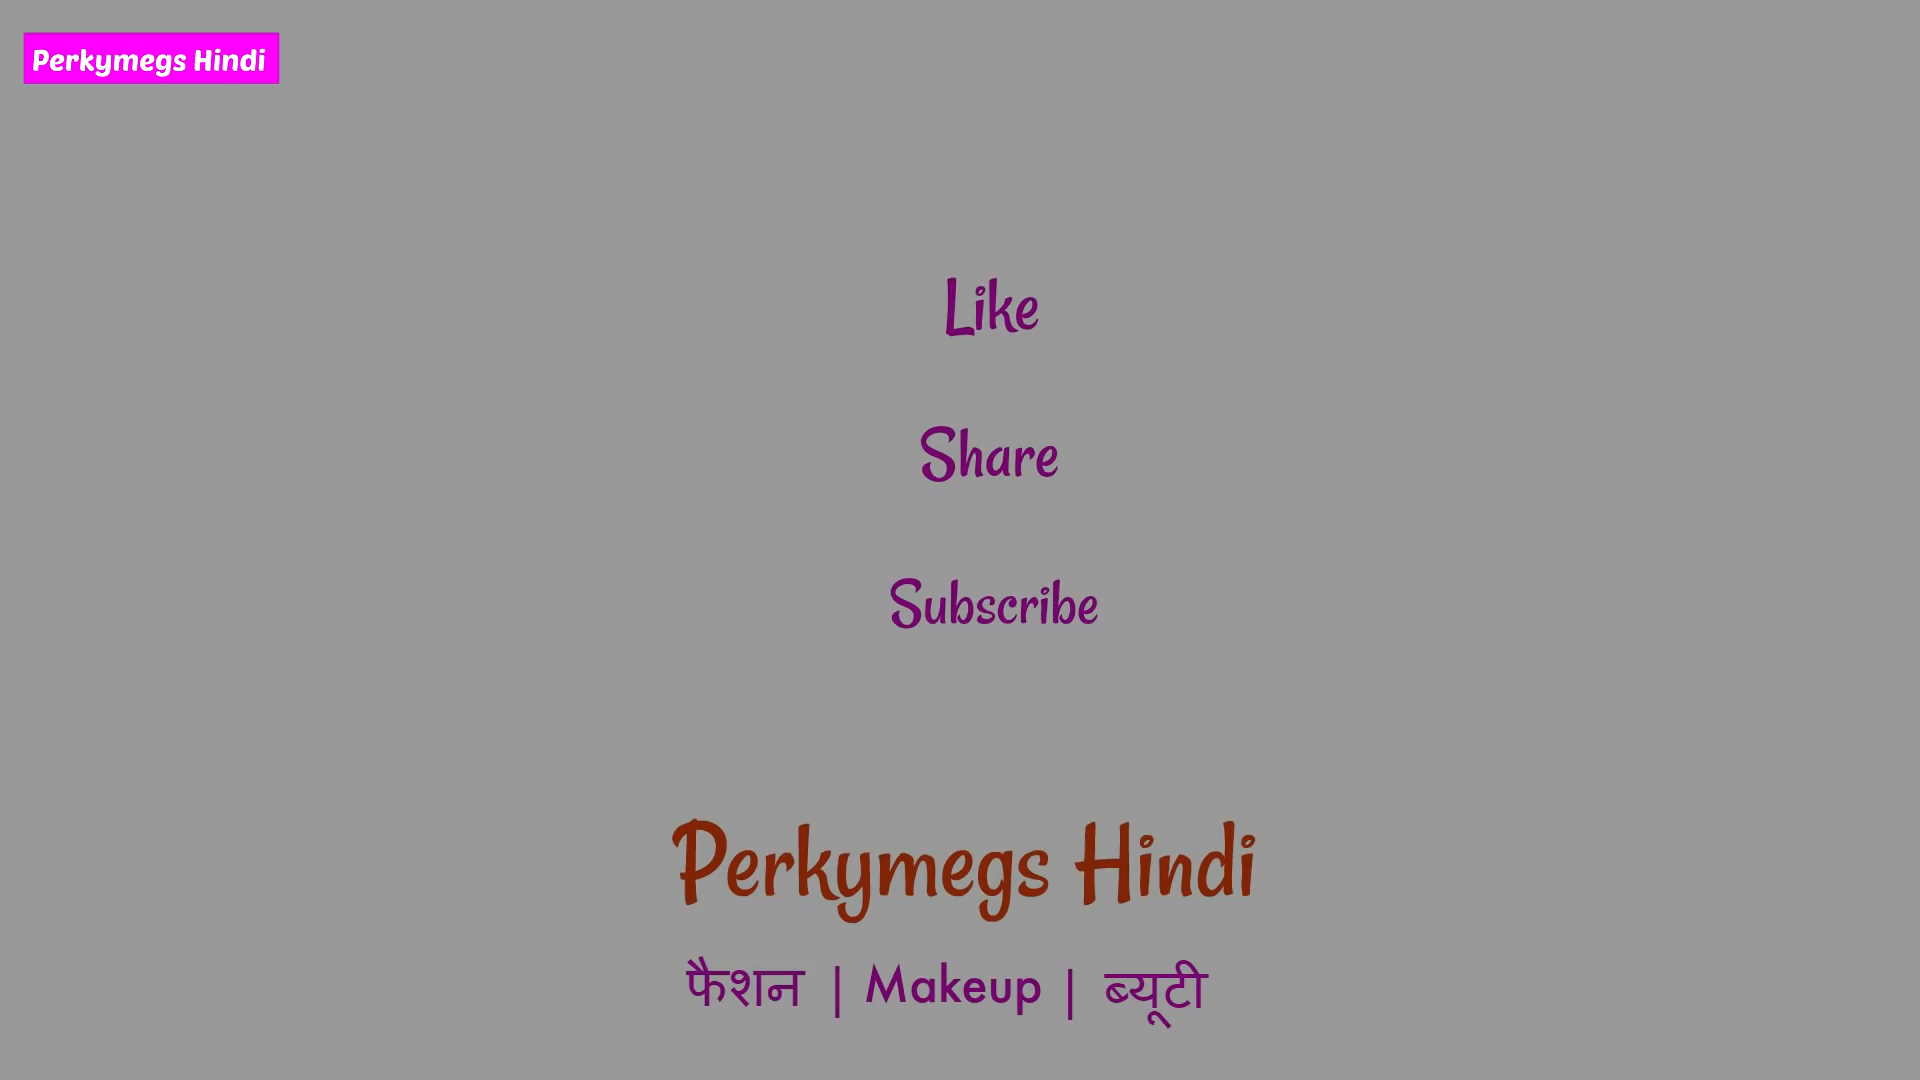 Perkymegs Hindi
Like
Share
Subscribe
Perkymegs Hindi
फैशन | Makeup | ब्यूटी